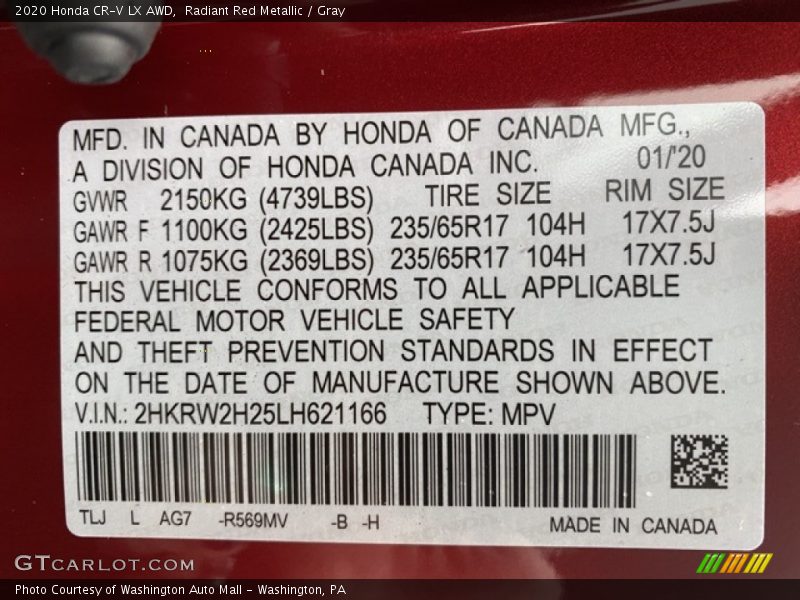 2020 Honda CR-V LX AWD,  Radiant Red Metallic / Gray
MFD. IN CANADA BY HONDA OF CANADA MFG.,
A DIVISION OF HONDA CANADA INC. 01/'20
GVWR 2150KG (4739LBS) TIRE SIZE RIM SIZE
GAWR F 1100KG (2425LBS) 235/65R17 104H 17X7.5J
GAWR R 1075KG (2369LBS) 235/65R17 104H 17X7.5J
THIS VEHICLE CONFORMS TO ALL APPLICABLE
FEDERAL MOTOR VEHICLE SAFETY
AND THEFT PREVENTION STANDARDS IN EFFECT
ON THE DATE OF MANUFACTURE SHOWN ABOVE.
V.I.N.: 2HKRW2H25LH621166 TYPE: MPV
TLJ L AG7 -R569MV -B -H MADE IN CANADA
GTCARLOT.COM
Photo Courtesy of Washington Auto Mall - Washington, PA